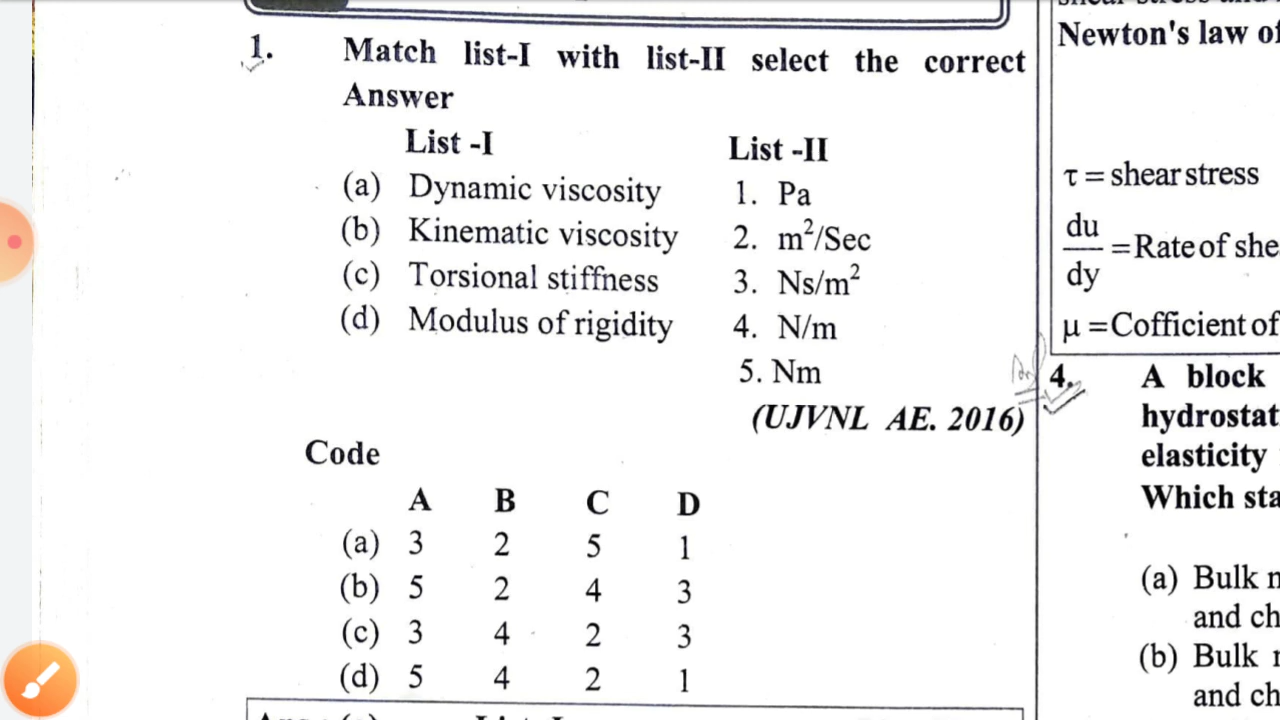 1. Match list-I with list-II select the correct
Answer
List -I List -II
(a) Dynamic viscosity 1. Pa
(b) Kinematic viscosity 2. m²/Sec
(c) Torsional stiffness 3. Ns/m²
(d) Modulus of rigidity 4. N/m
5. Nm
(UJVNL AE. 2016)
Code
A B C D
(a) 3 2 5 1
(b) 5 2 4 3
(c) 3 4 2 3
(d) 5 4 2 1
Newton's law of
τ = shear stress
du
=Rate of she
dy
μ =Cofficient of
4. A block
hydrostat
elasticity
Which sta
(a) Bulk
and ch
(b) Bulk
and ch